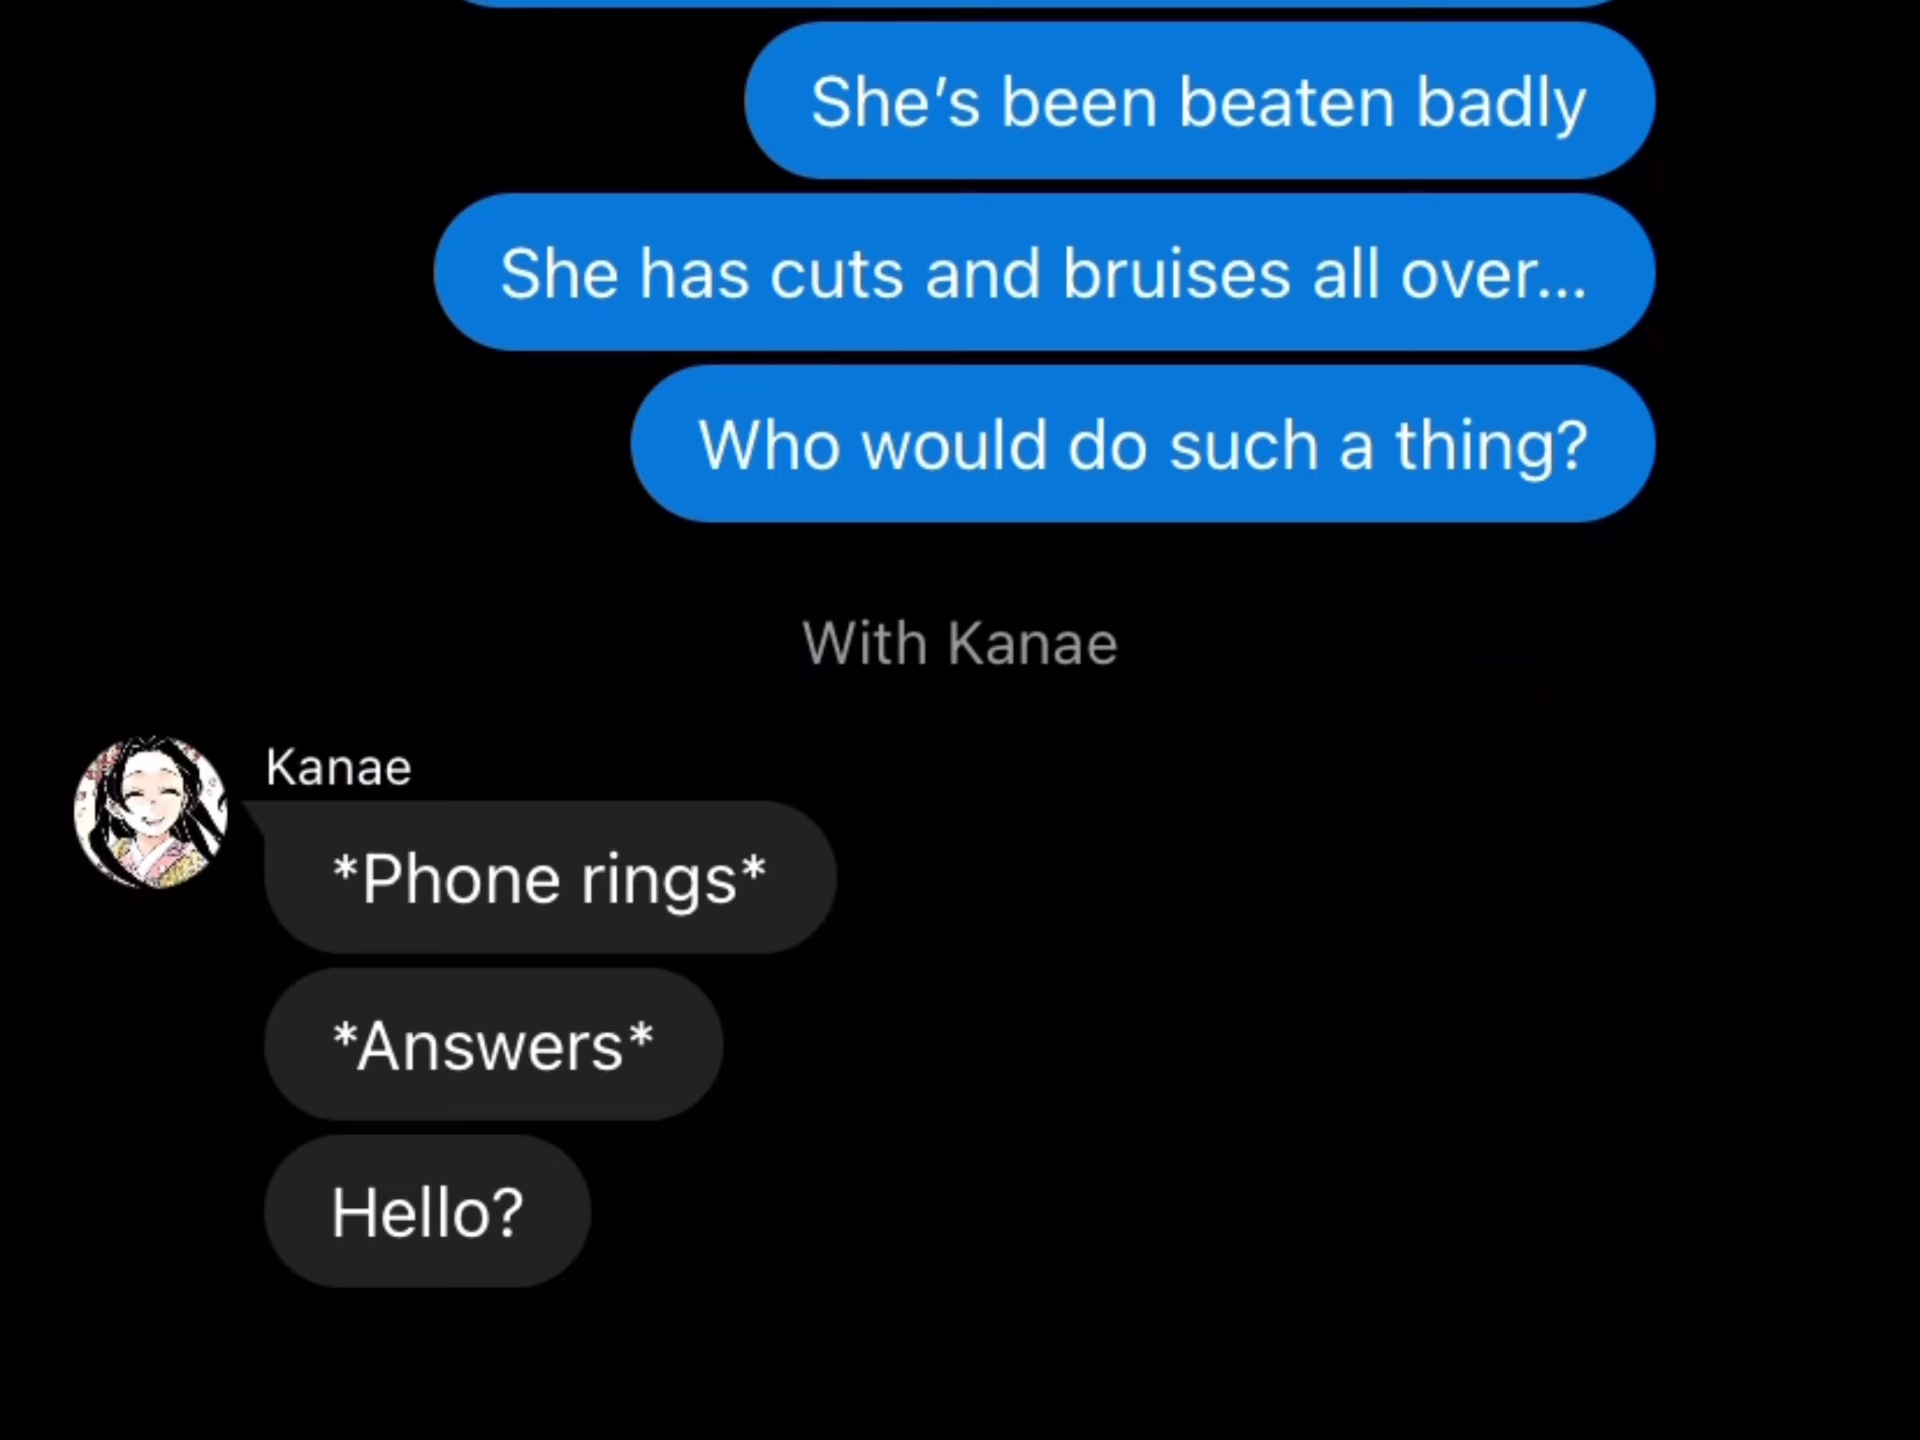 She’s been beaten badly
She has cuts and bruises all over...
Who would do such a thing?
With Kanae
Kanae
*Phone rings*
*Answers*
Hello?